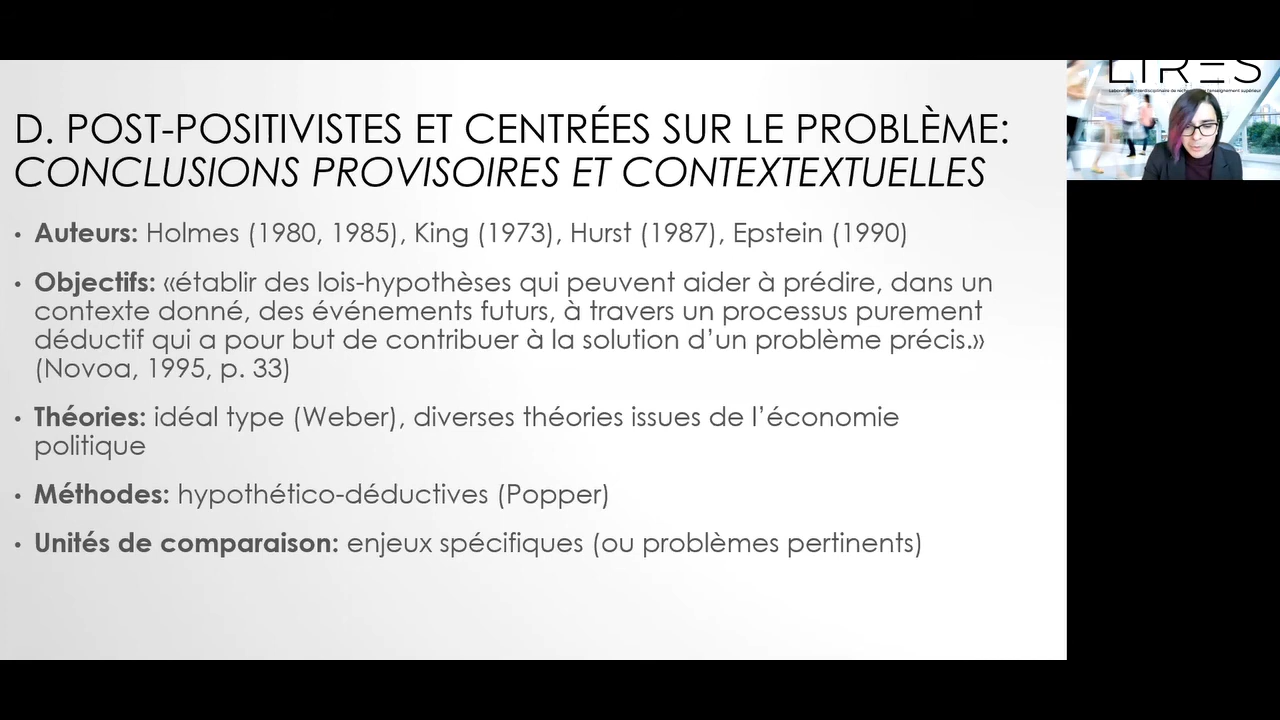 D. POST-POSITIVISTES ET CENTRÉES SUR LE PROBLÈME:
CONCLUSIONS PROVISOIRES ET CONTEXTEXTUELLES
• Auteurs: Holmes (1980, 1985), King (1973), Hurst (1987), Epstein (1990)
• Objectifs: «établir des lois-hypothèses qui peuvent aider à prédire, dans un
contexte donné, des événements futurs, à travers un processus purement
déductif qui a pour but de contribuer à la solution d’un problème précis.»
(Novoa, 1995, p. 33)
• Théories: idéal type (Weber), diverses théories issues de l’économie
politique
• Méthodes: hypothético-déductives (Popper)
• Unités de comparaison: enjeux spécifiques (ou problèmes pertinents)
LIRES